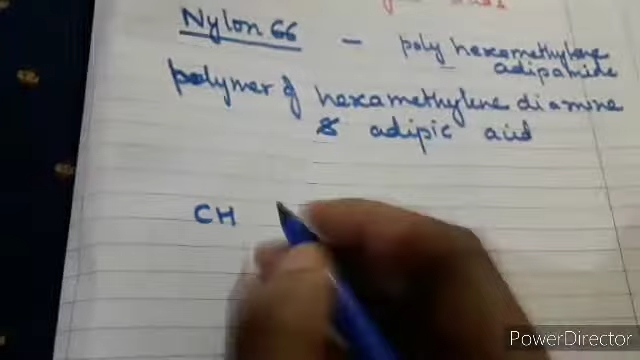 Nylon 66 - poly hexamethylene
adipamide
polymer of hexamethylene diamine
& adipic acid
CH
PowerDirector